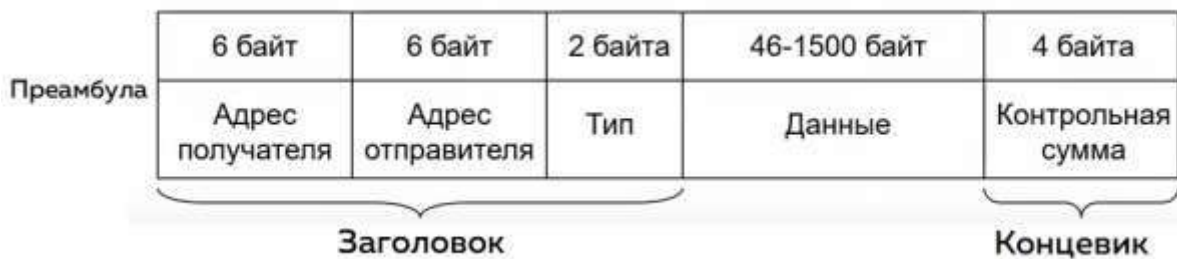 6 байт 6 байт 2 байта 46-1500 байт 4 байта
Преамбула
Адрес получателя
Адрес отправителя
Тип
Данные
Контрольная сумма
Заголовок Концевик